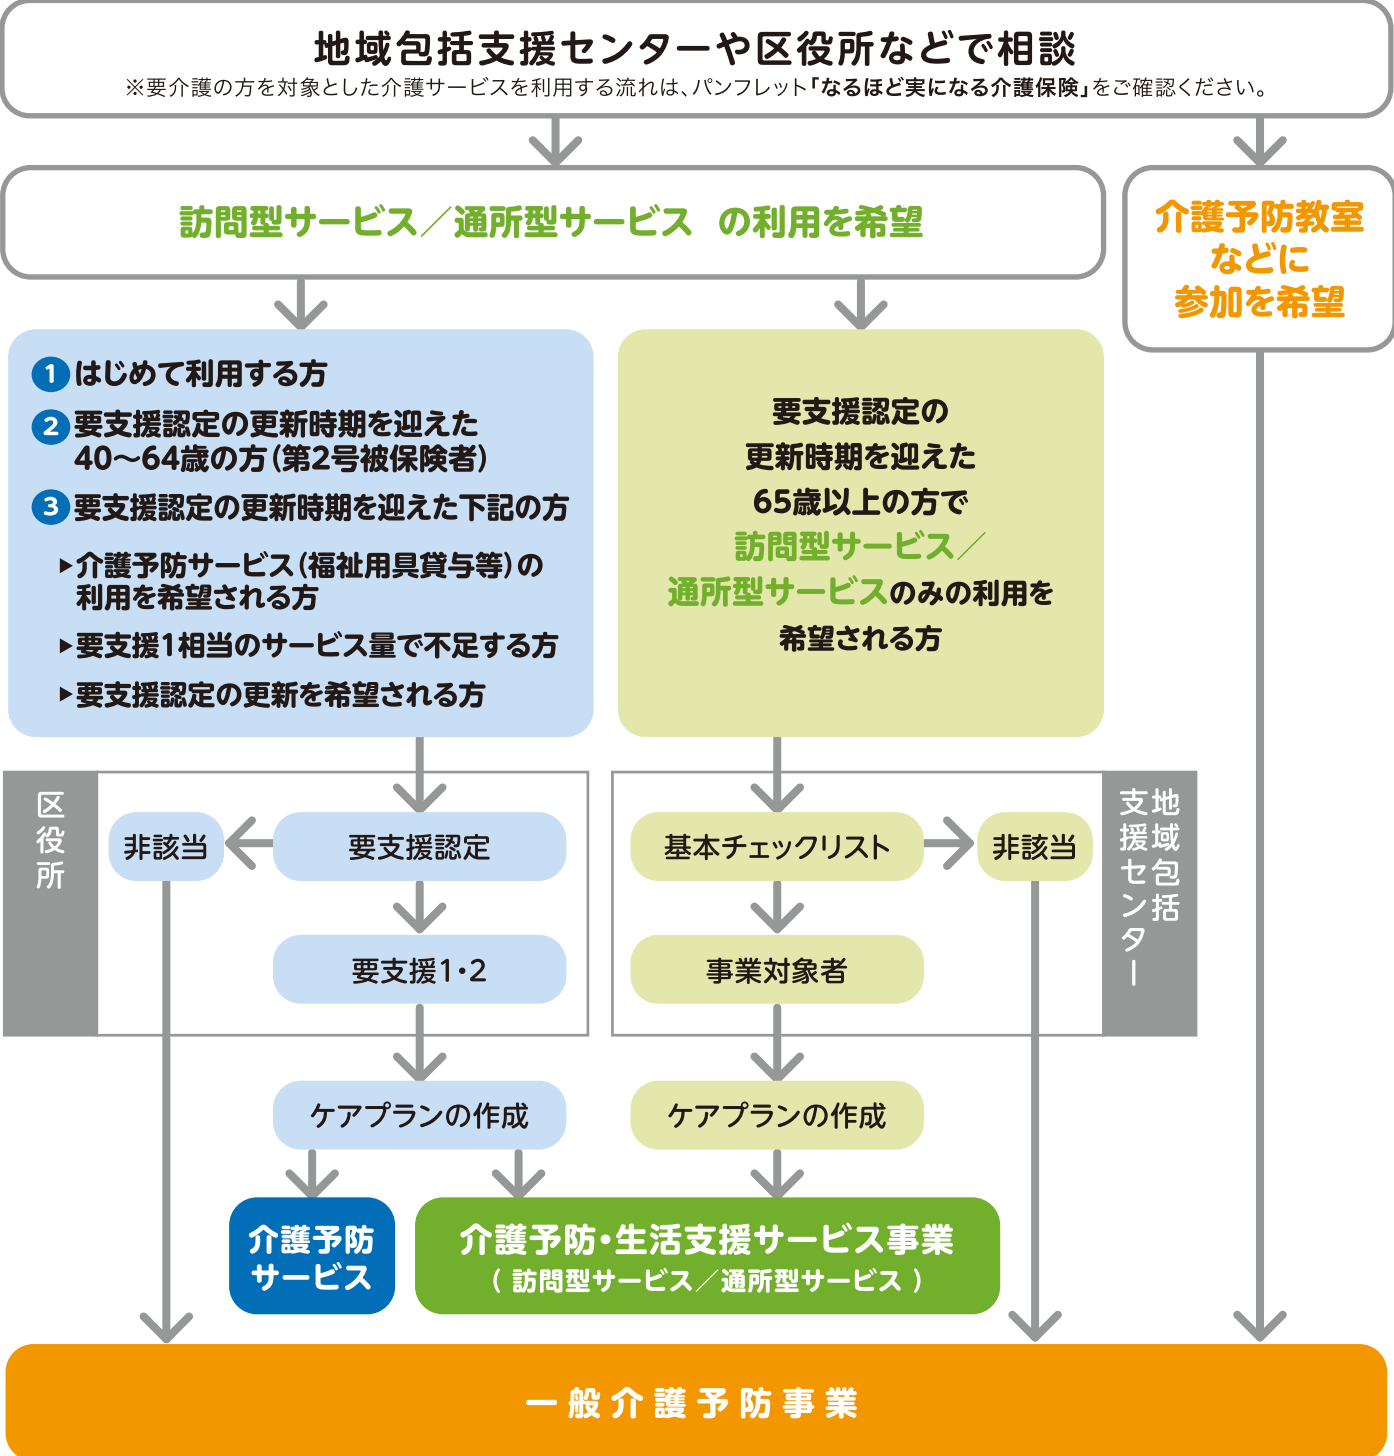 地域包括支援センターや区役所などで相談
※要介護の方を対象とした介護サービスを利用する流れは、パンフレット「なるほど実になる介護保険」をご確認ください。
訪問型サービス／通所型サービス の利用を希望
介護予防教室
などに
参加を希望
1 はじめて利用する方
2 要支援認定の更新時期を迎えた
40〜64歳の方（第2号被保険者）
3 要支援認定の更新時期を迎えた下記の方
▶介護予防サービス（福祉用具貸与等）の
利用を希望される方
▶要支援1相当のサービス量で不足する方
▶要支援認定の更新を希望される方
要支援認定の
更新時期を迎えた
65歳以上の方で
訪問型サービス／
通所型サービスのみの利用を
希望される方
区役所
非該当
要支援認定
要支援1・2
基本チェックリスト
非該当
事業対象者
地域包括
支援センター
ケアプランの作成
ケアプランの作成
介護予防
サービス
介護予防・生活支援サービス事業
（ 訪問型サービス／通所型サービス ）
一般介護予防事業